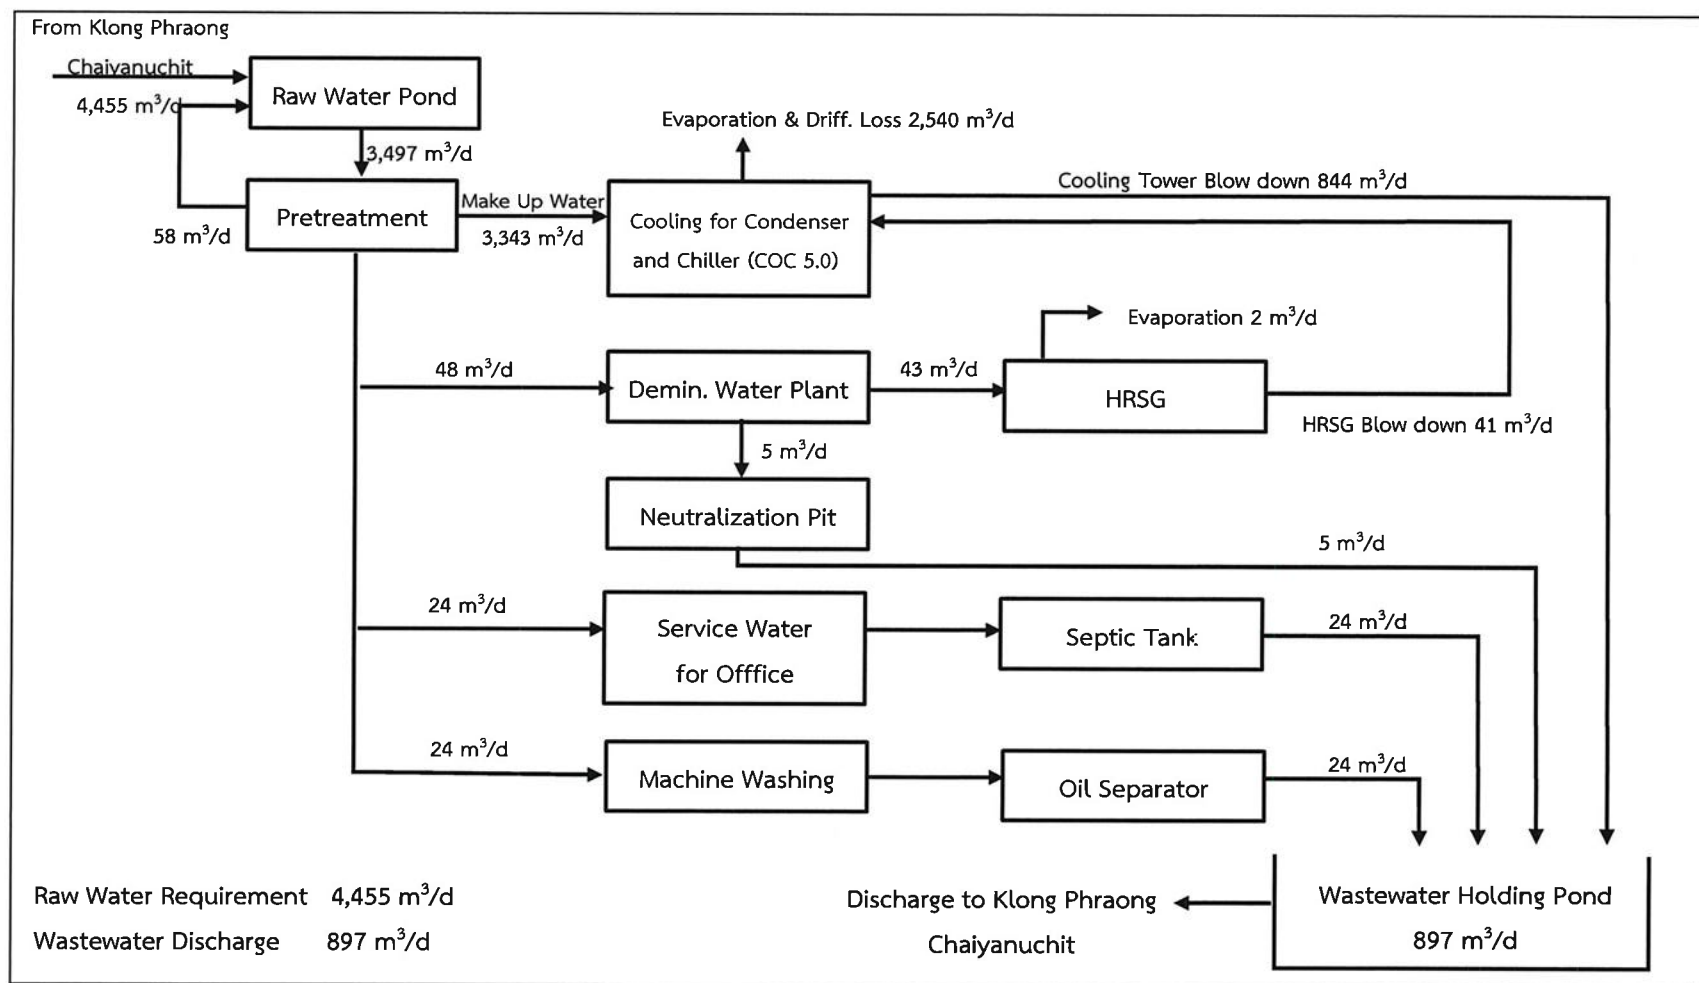 From Klong Phraong
Chaiyanuchit
4,455 m³/d
Raw Water Pond
3,497 m³/d
Evaporation & Driff. Loss 2,540 m³/d
Cooling Tower Blow down 844 m³/d
Pretreatment
58 m³/d
Make Up Water
3,343 m³/d
Cooling for Condenser
and Chiller (COC 5.0)
Evaporation 2 m³/d
48 m³/d
Demin. Water Plant
43 m³/d
HRSG
HRSG Blow down 41 m³/d
5 m³/d
Neutralization Pit
5 m³/d
24 m³/d
Service Water
for Offfice
Septic Tank
24 m³/d
24 m³/d
Machine Washing
Oil Separator
24 m³/d
Raw Water Requirement 4,455 m³/d
Wastewater Discharge 897 m³/d
Discharge to Klong Phraong
Chaiyanuchit
Wastewater Holding Pond
897 m³/d